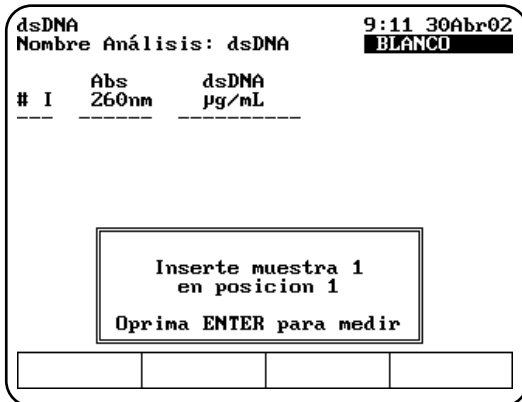 dsDNA 9:11 30Abr02
Nombre Análisis: dsDNA BLANCO
Abs dsDNA
# I 260nm µg/mL
--- ------ ----------
Inserte muestra 1
en posicion 1
Oprima ENTER para medir